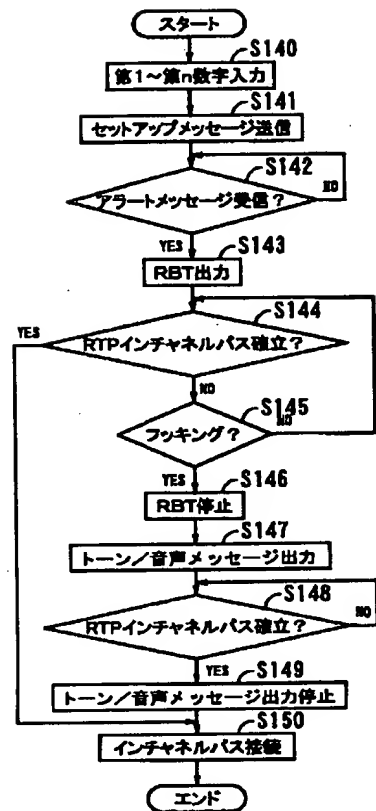 スタート
S140
第1～第n数字入力
S141
セットアップメッセージ送信
S142
アラートメッセージ受信？
NO
YES
S143
RBT出力
S144
YES
RTPインチャネルパス確立？
NO
S145
フッキング？
NO
YES
S146
RBT停止
S147
トーン／音声メッセージ出力
S148
RTPインチャネルパス確立？
NO
YES
S149
トーン／音声メッセージ出力停止
S150
インチャネルパス接続
エンド